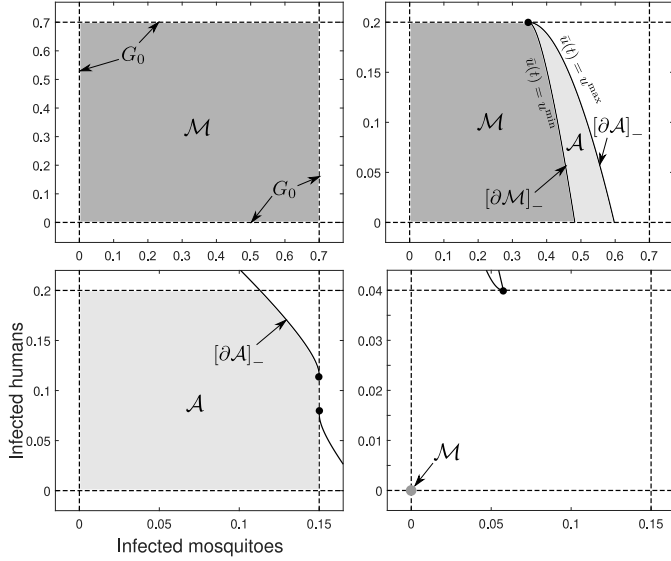 0.7
0.6
0.5
0.4
0.3
0.2
0.1
0
0 0.1 0.2 0.3 0.4 0.5 0.6 0.7
G₀
ℳ
G₀
0.2
0.15
0.1
0.05
0
0 0.1 0.2 0.3 0.4 0.5 0.6 0.7
ū(t) = u^min
ū(t) = u^max
ℳ
𝒜
[∂𝒜]₋
[∂ℳ]₋
0.2
0.15
0.1
0.05
0
0 0.05 0.1 0.15
[∂𝒜]₋
𝒜
0.04
0.03
0.02
0.01
0
0 0.05 0.1 0.15
ℳ
Infected humans
Infected mosquitoes